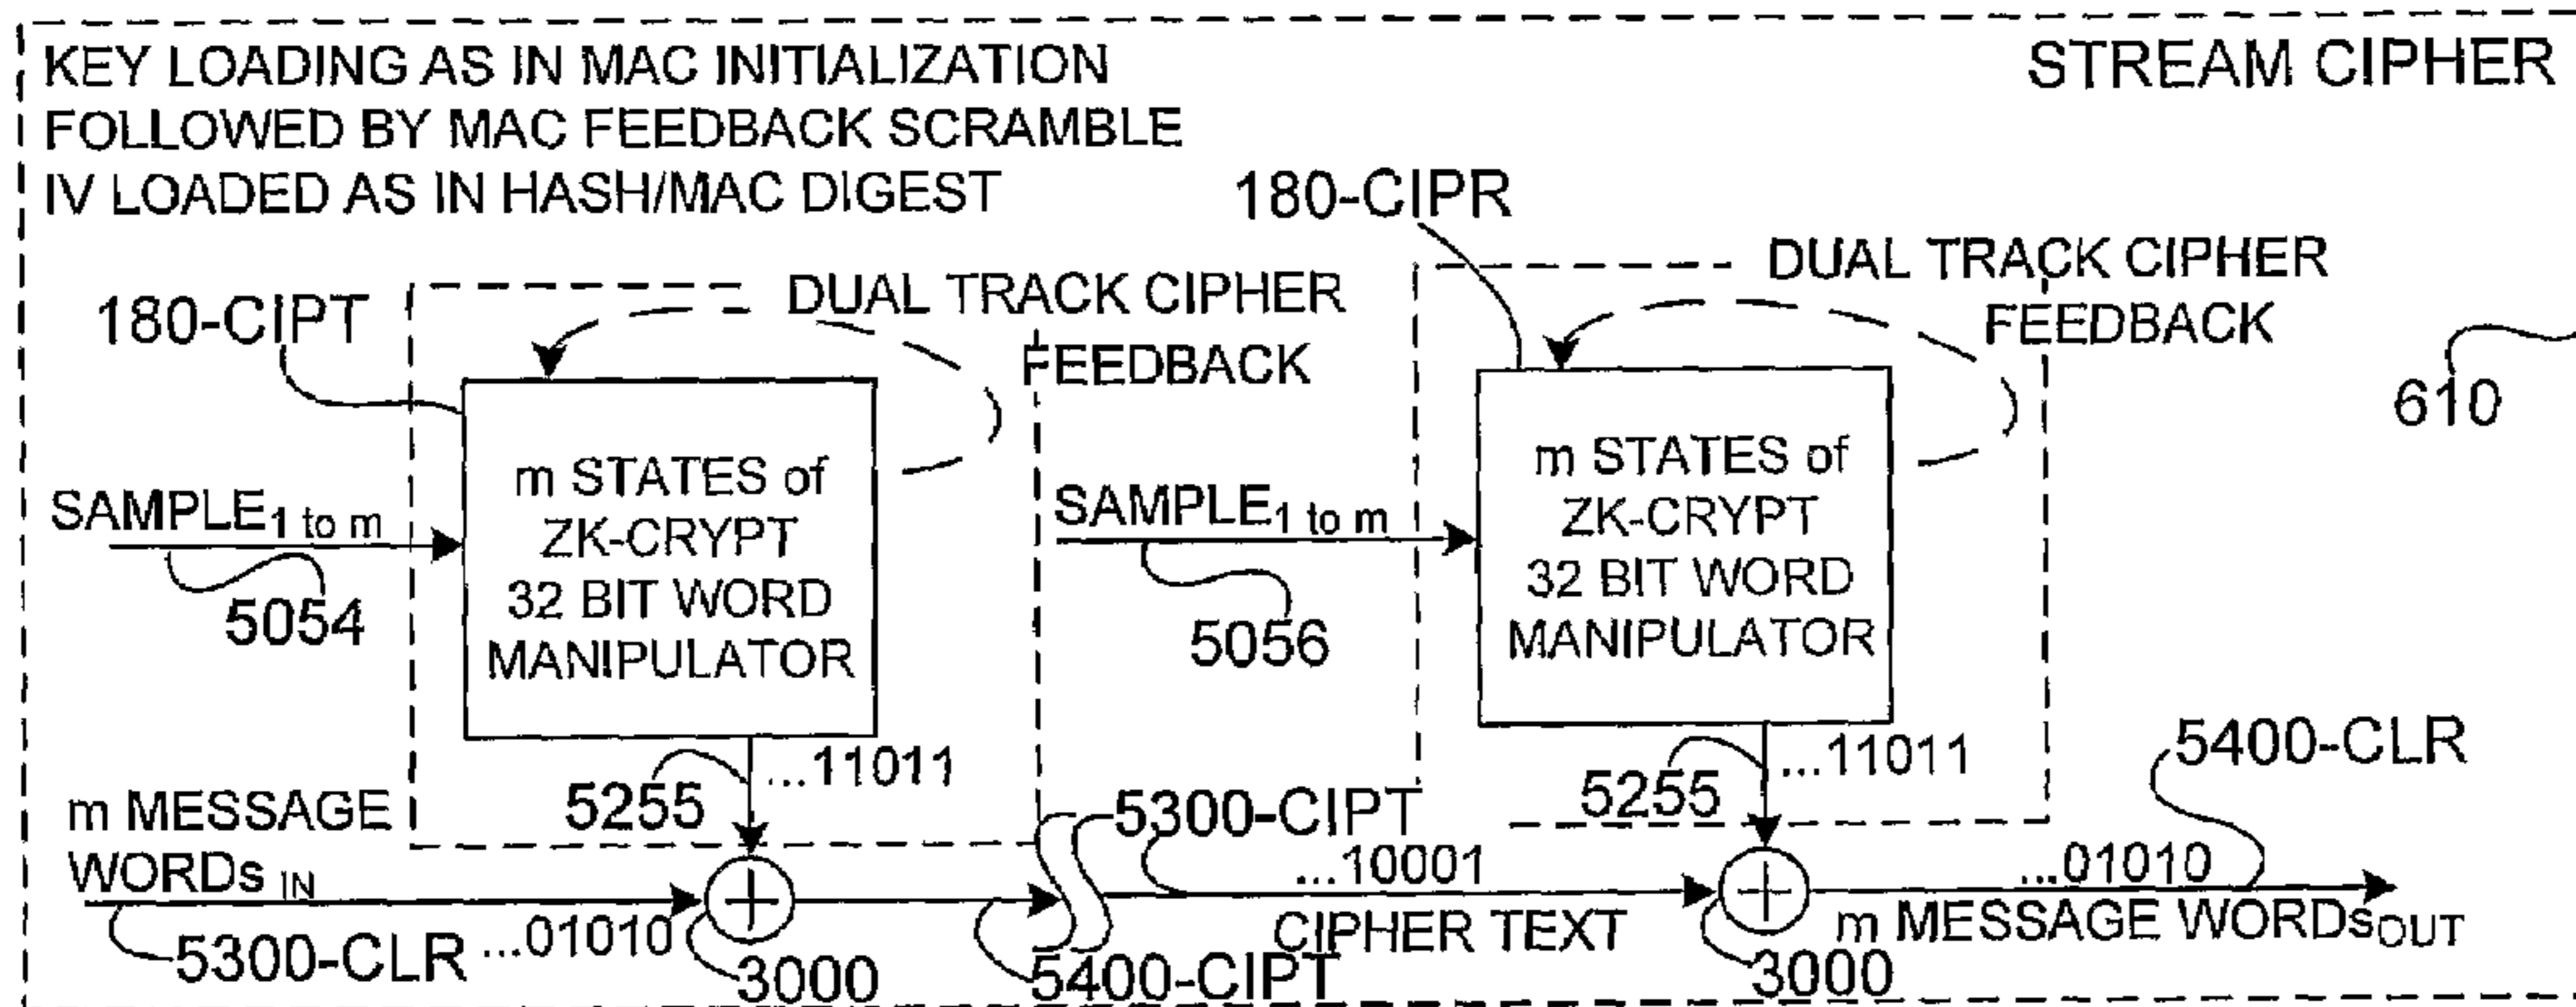 KEY LOADING AS IN MAC INITIALIZATION
FOLLOWED BY MAC FEEDBACK SCRAMBLE
IV LOADED AS IN HASH/MAC DIGEST
STREAM CIPHER
180-CIPT
DUAL TRACK CIPHER
FEEDBACK
m STATES of
ZK-CRYPT
32 BIT WORD
MANIPULATOR
SAMPLE1 to m
5054
5255
...11011
m MESSAGE
WORDs IN
5300-CLR ...01010
3000
5400-CIPT
180-CIPR
DUAL TRACK CIPHER
FEEDBACK
610
m STATES of
ZK-CRYPT
32 BIT WORD
MANIPULATOR
SAMPLE1 to m
5056
5255
...11011
5300-CIPT
...10001
CIPHER TEXT
3000
5400-CLR
...01010
m MESSAGE WORDsOUT